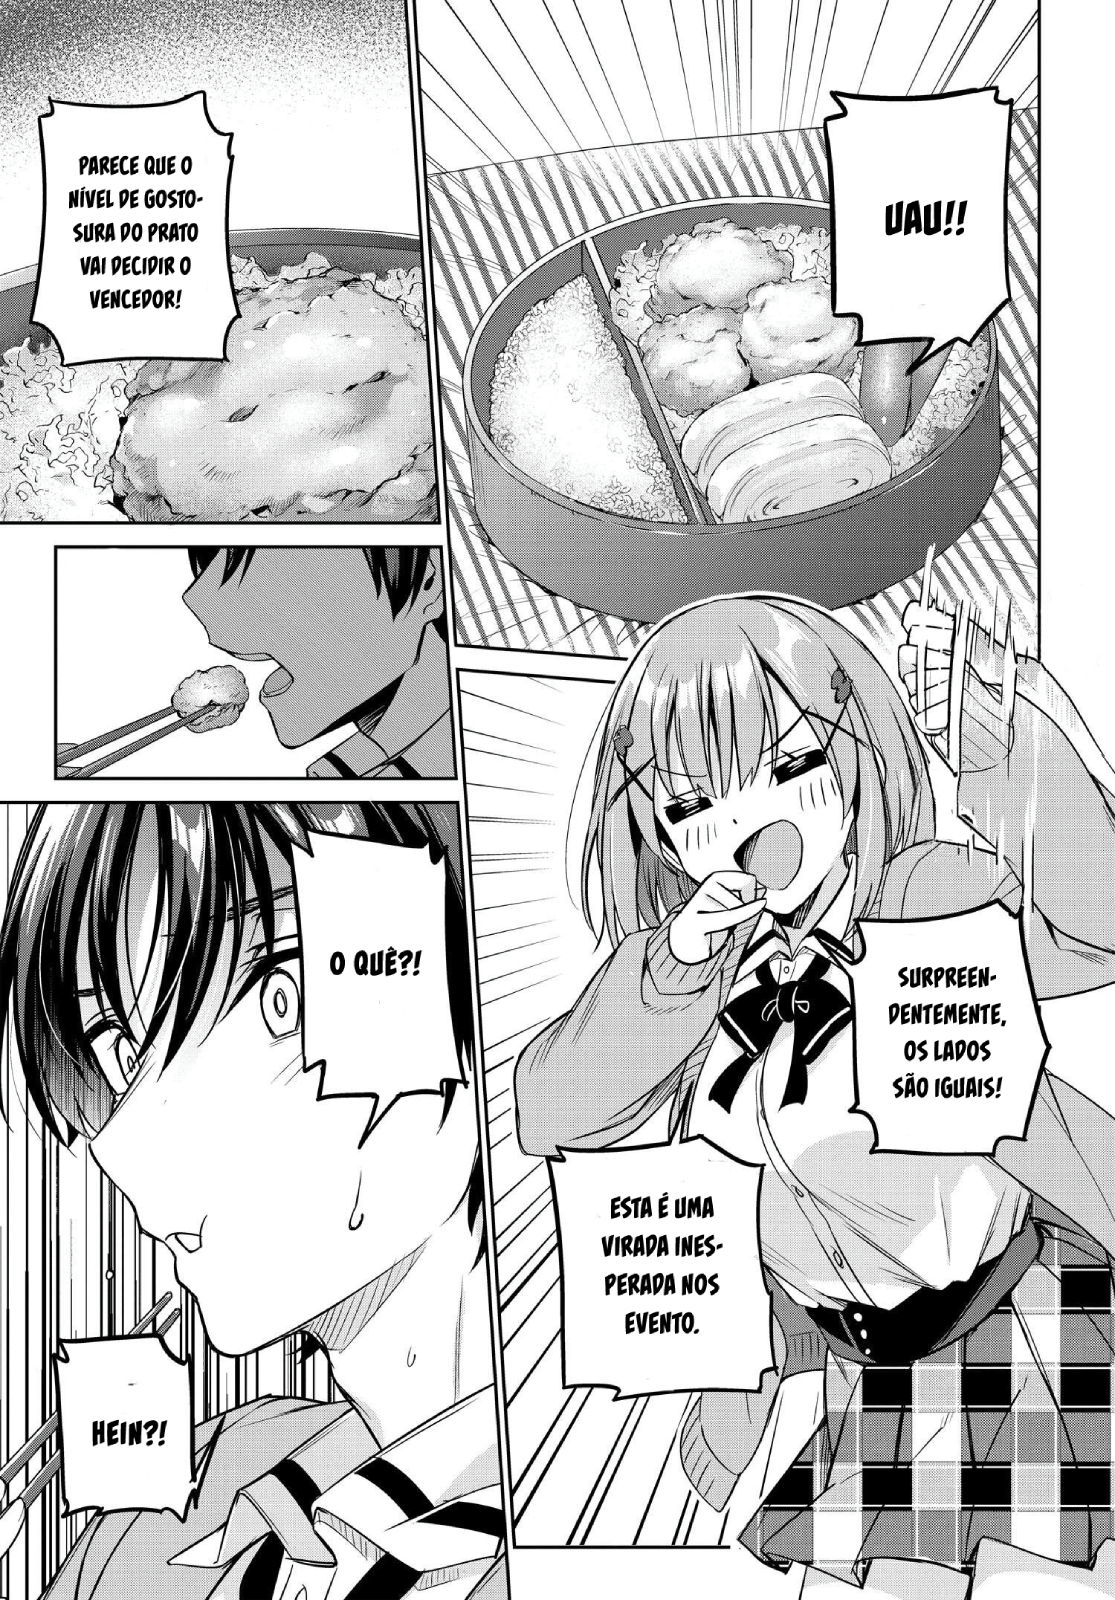 UAU!!
SURPREEN-
DENTEMENTE,
OS LADOS
SÃO IGUAIS!
ESTA É UMA
VIRADA INES-
PERADA NOS
EVENTO.
PARECE QUE O
NÍVEL DE GOSTO-
SURA DO PRATO
VAI DECIDIR O
VENCEDOR!
O QUÊ?!
HEIN?!